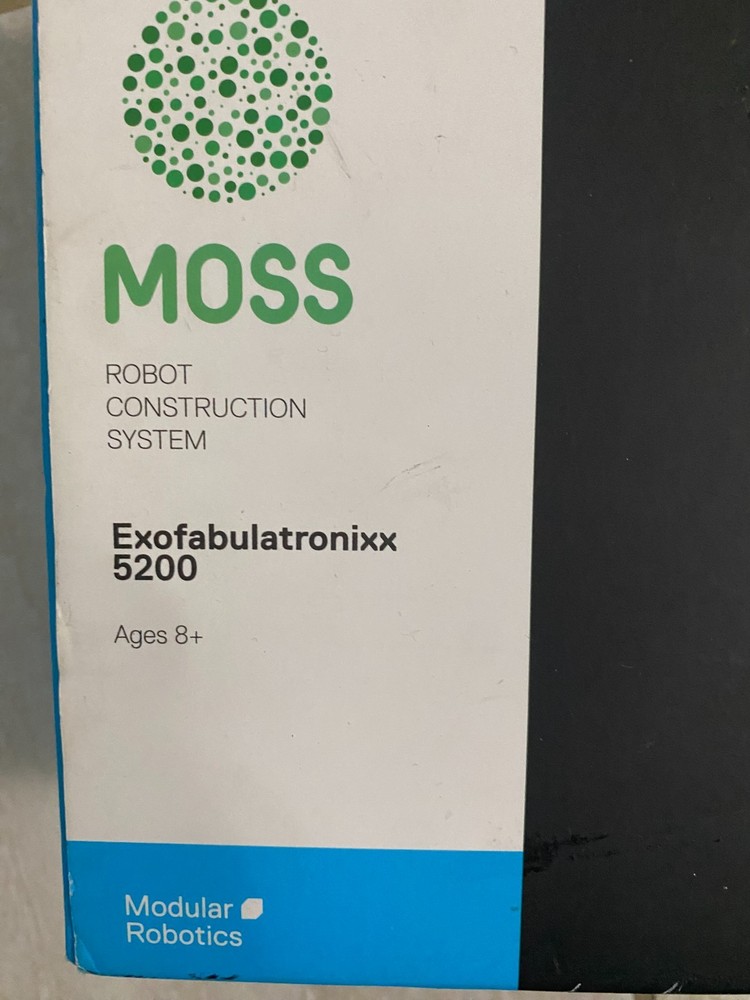 MOSS
ROBOT
CONSTRUCTION
SYSTEM
Exofabulatronixx
5200
Ages 8+
Modular
Robotics